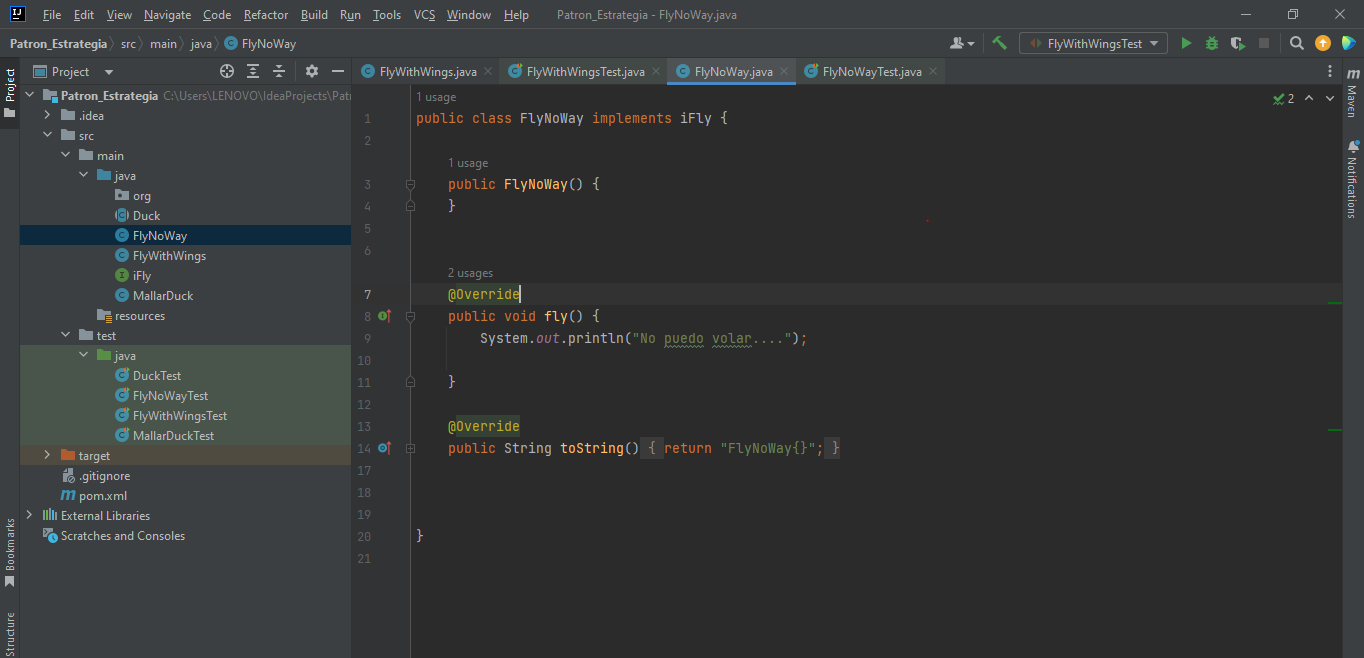 File Edit View Navigate Code Refactor Build Run Tools VCS Window Help Patron_Estrategia - FlyNoWay.java
Patron_Estrategia src main java FlyNoWay FlyWithWingsTest
Project FlyWithWings.java FlyWithWingsTest.java FlyNoWay.java FlyNoWayTest.java
Project
Patron_Estrategia C:\Users\LENOVO\IdeaProjects\Patr
.idea
src
main
java
org
Duck
FlyNoWay
FlyWithWings
iFly
MallarDuck
resources
test
java
DuckTest
FlyNoWayTest
FlyWithWingsTest
MallarDuckTest
target
.gitignore
pom.xml
External Libraries
Scratches and Consoles
Bookmarks
Structure
1 usage
2
1 public class FlyNoWay implements iFly {
2
1 usage
3 public FlyNoWay() {
4 }
5
6
2 usages
7 @Override
8 public void fly() {
9 System.out.println("No puedo volar....");
10
11 }
12
13 @Override
14 public String toString() { return "FlyNoWay{}"; }
17
18
19
20 }
21
Maven
Notifications